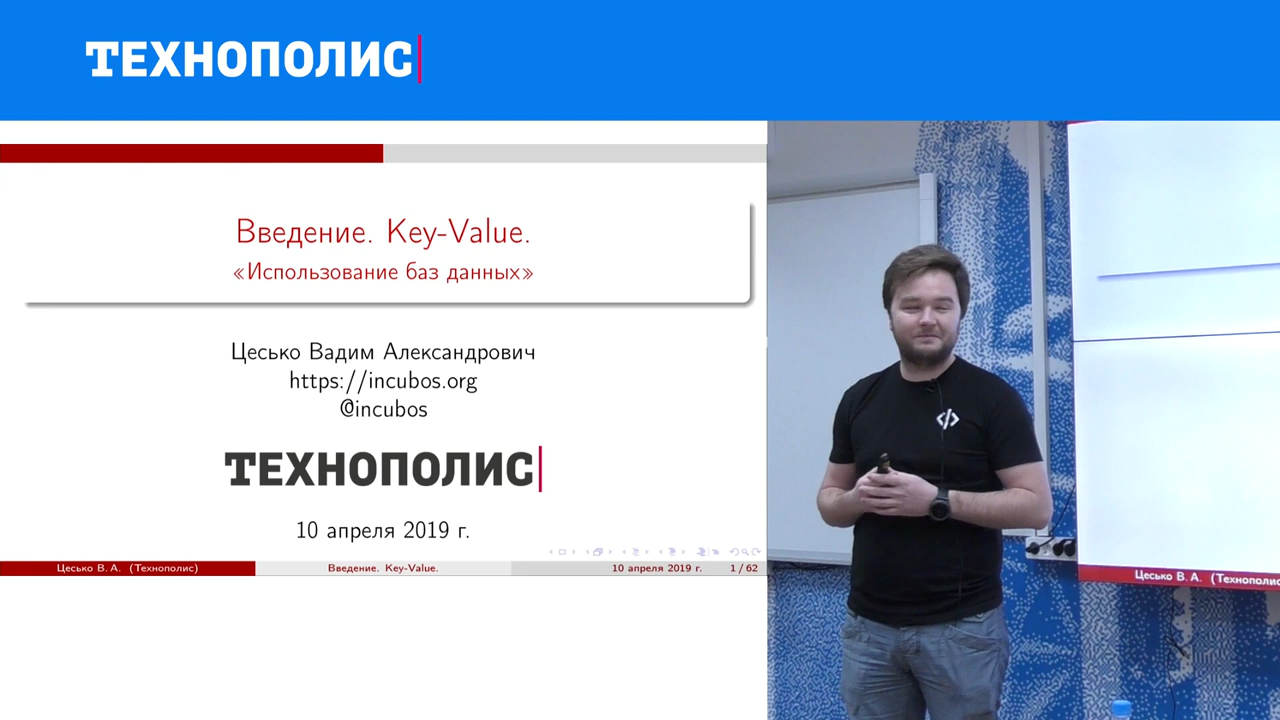 ТЕХНОПОЛИС
Введение. Key-Value.
«Использование баз данных»
Цесько Вадим Александрович
https://incubos.org
@incubos
ТЕХНОПОЛИС
10 апреля 2019 г.
Цесько В. А. (Технополис) Введение. Key-Value. 10 апреля 2019 г. 1 / 62
Цесько В. А. (Технополис